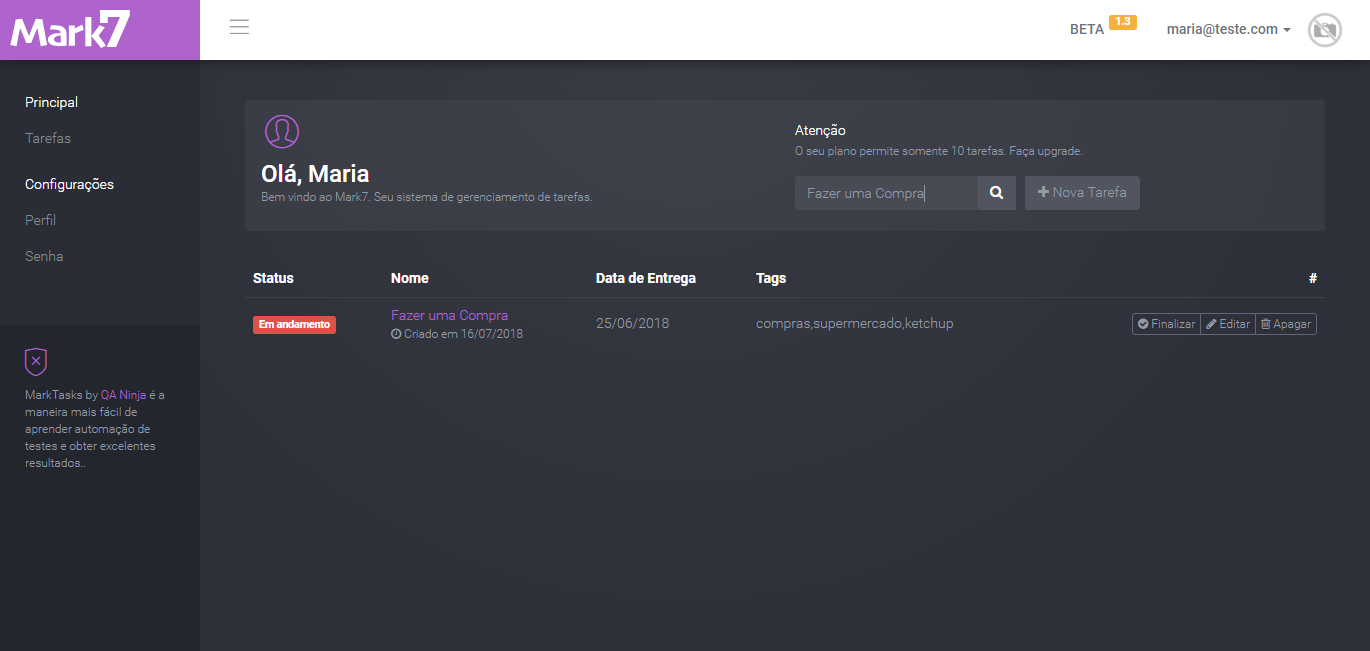 Mark7
BETA 1.3
maria@teste.com
Principal
Tarefas
Configurações
Perfil
Senha
MarkTasks by QA Ninja é a
maneira mais fácil de
aprender automação de
testes e obter excelentes
resultados..
Olá, Maria
Bem vindo ao Mark7. Seu sistema de gerenciamento de tarefas.
Atenção
O seu plano permite somente 10 tarefas. Faça upgrade.
Fazer uma Compra
Nova Tarefa
Status Nome Data de Entrega Tags #
Em andamento
Fazer uma Compra
Criado em 16/07/2018
25/06/2018
compras,supermercado,ketchup
Finalizar Editar Apagar